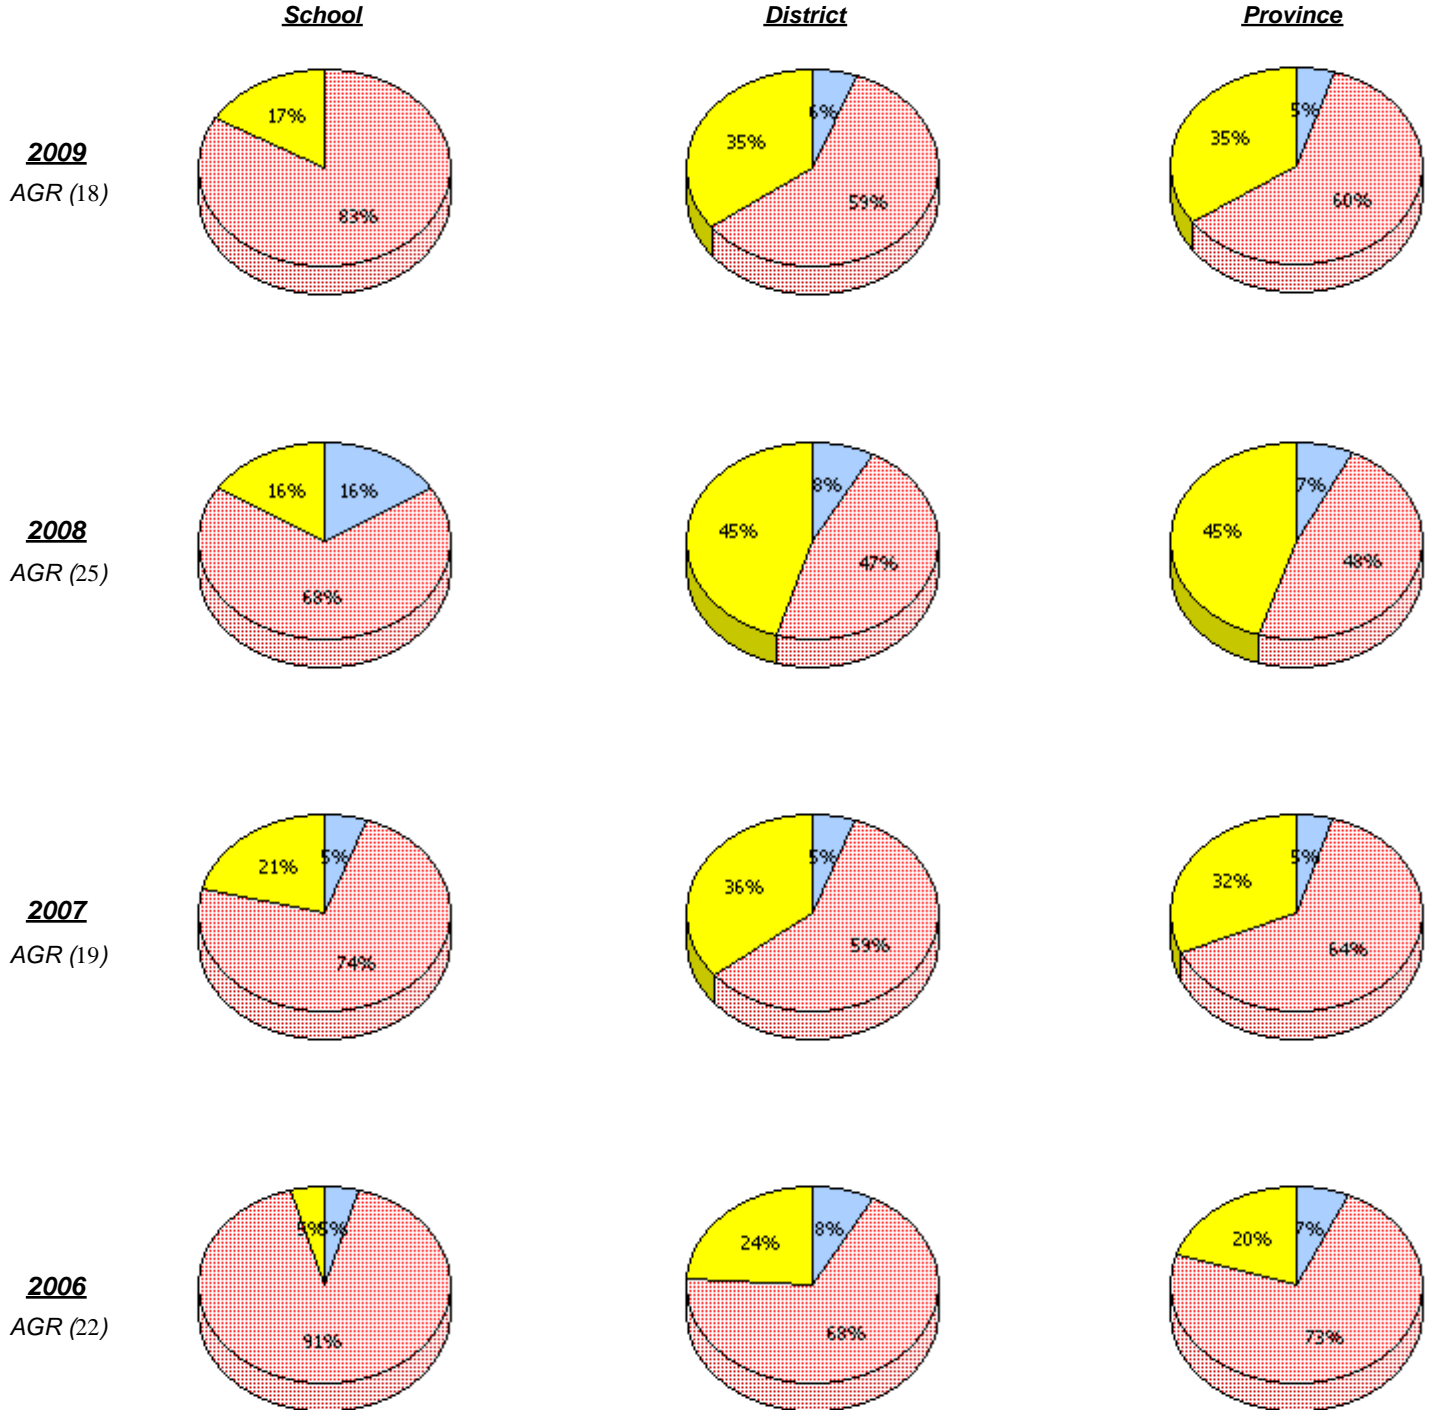 School District Province
17% 83% 35% 6% 59% 35% 5% 60%
2009
AGR (18)
16% 16% 68% 45% 8% 47% 45% 7% 48%
2008
AGR (25)
21% 5% 74% 36% 5% 59% 32% 5% 64%
2007
AGR (19)
5% 5% 91% 24% 8% 68% 20% 7% 73%
2006
AGR (22)